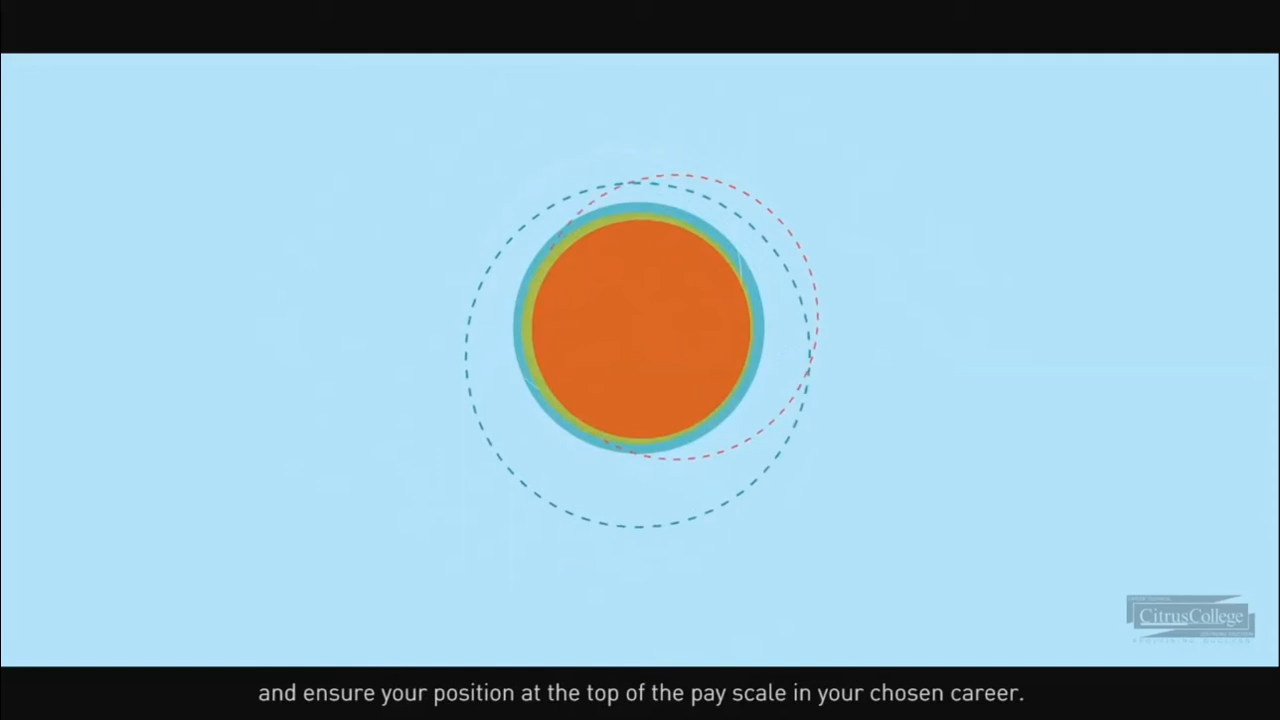 CitrusCollege
and ensure your position at the top of the pay scale in your chosen career.